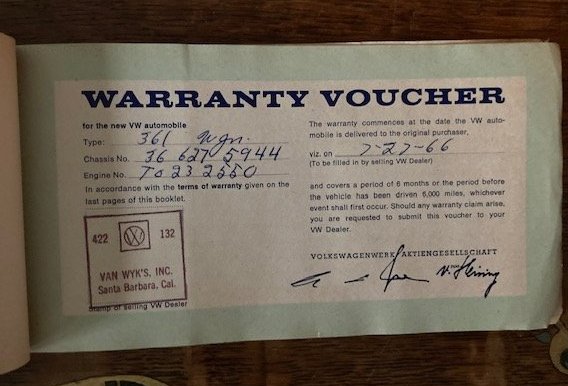 WARRANTY VOUCHER
for the new VW automobile
Type: 361 Wgn.
Chassis No. 36 627 5944
Engine No. T0 23 2250
In accordance with the terms of warranty given on the
last pages of this booklet.
422 VW 132
VAN WYK'S, INC.
Santa Barbara, Cal.
Stamp of selling VW Dealer
The warranty commences at the date the VW auto-
mobile is delivered to the original purchaser,
viz. on 7-27-66
(To be filled in by selling VW Dealer)
and covers a period of 6 months or the period before
the vehicle has been driven 6,000 miles, whichever
event shall first occur. Should any warranty claim arise,
you are requested to submit this voucher to your
VW Dealer.
VOLKSWAGENWERK AKTIENGESELLSCHAFT